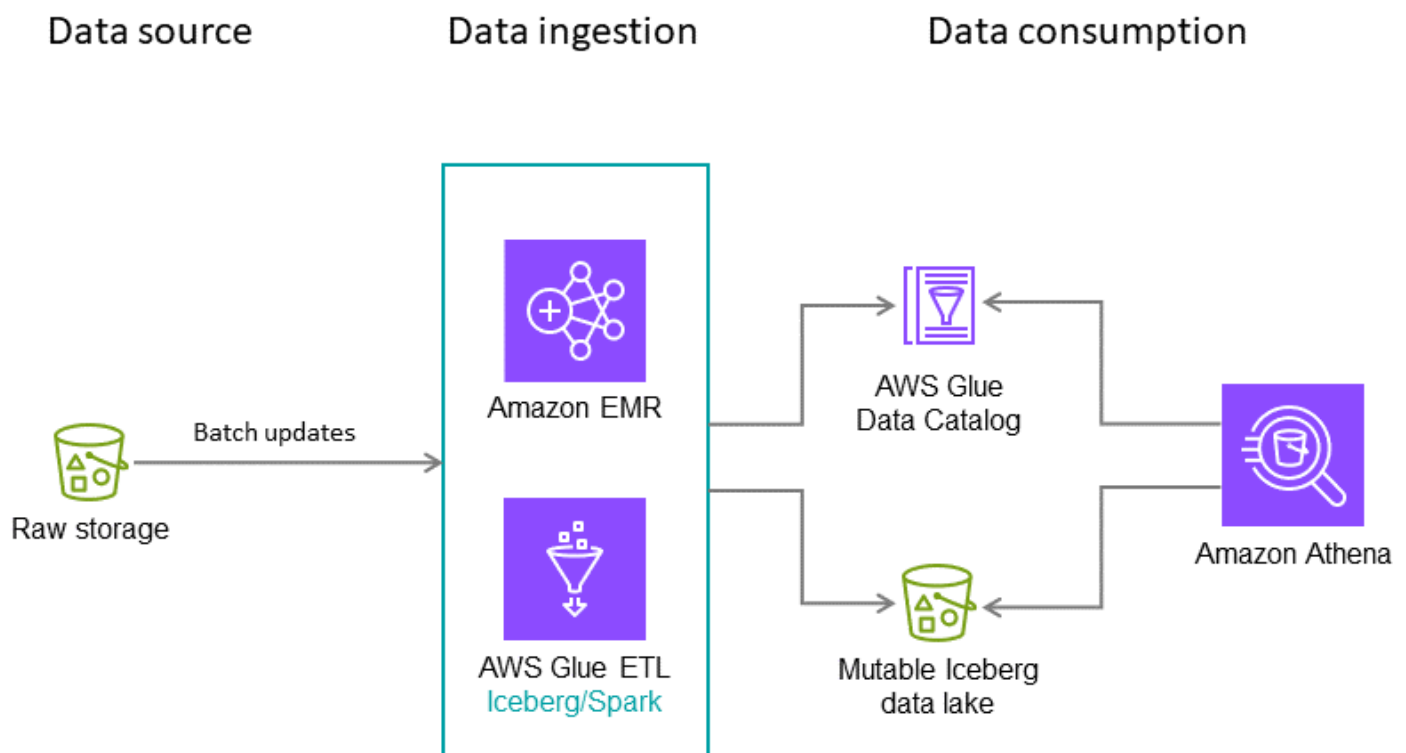 Data source
Data ingestion
Data consumption
Amazon EMR
AWS Glue
Data Catalog
Batch updates
Raw storage
Amazon Athena
AWS Glue ETL
Iceberg/Spark
Mutable Iceberg
data lake